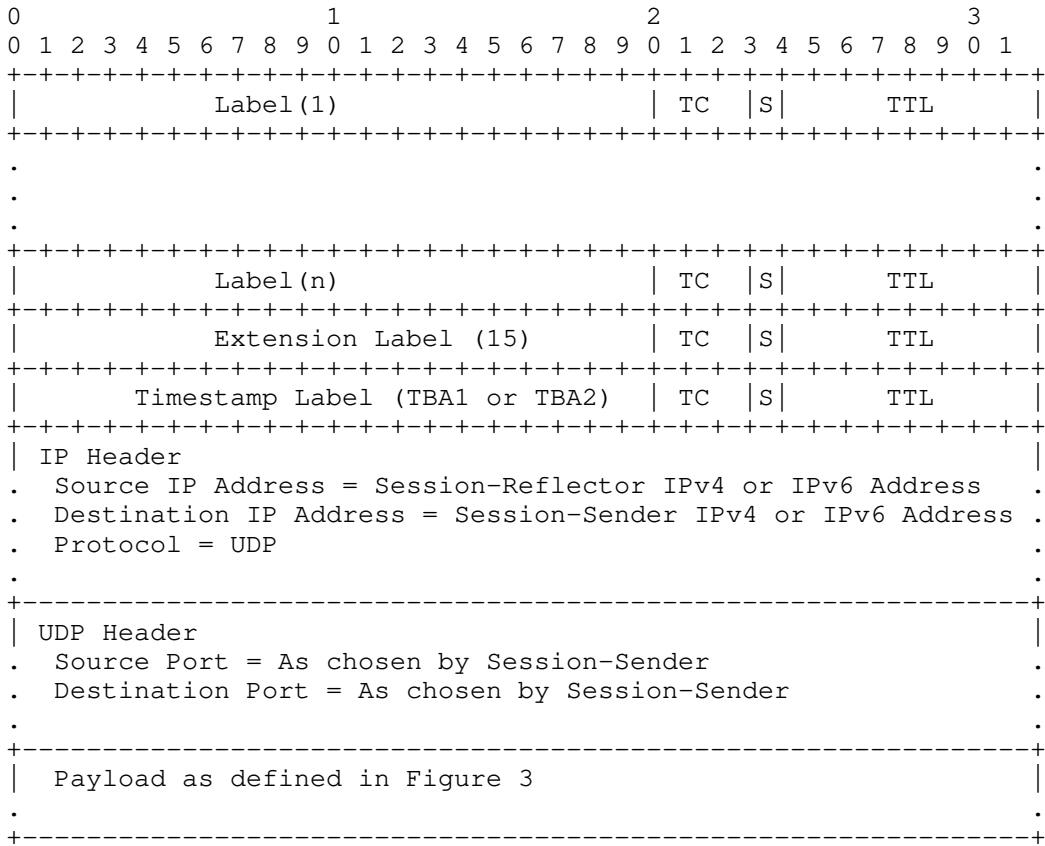 0                   1                   2                   3
0 1 2 3 4 5 6 7 8 9 0 1 2 3 4 5 6 7 8 9 0 1 2 3 4 5 6 7 8 9 0 1
+-+-+-+-+-+-+-+-+-+-+-+-+-+-+-+-+-+-+-+-+-+-+-+-+-+-+-+-+-+-+-+-+
|            Label(1)                   | TC  |S|      TTL      |
+-+-+-+-+-+-+-+-+-+-+-+-+-+-+-+-+-+-+-+-+-+-+-+-+-+-+-+-+-+-+-+-+
.                                                               .
.                                                               .
.                                                               .
+-+-+-+-+-+-+-+-+-+-+-+-+-+-+-+-+-+-+-+-+-+-+-+-+-+-+-+-+-+-+-+-+
|            Label(n)                   | TC  |S|      TTL      |
+-+-+-+-+-+-+-+-+-+-+-+-+-+-+-+-+-+-+-+-+-+-+-+-+-+-+-+-+-+-+-+-+
|            Extension Label (15)       | TC  |S|      TTL      |
+-+-+-+-+-+-+-+-+-+-+-+-+-+-+-+-+-+-+-+-+-+-+-+-+-+-+-+-+-+-+-+-+
|       Timestamp Label (TBA1 or TBA2)  | TC  |S|      TTL      |
+-+-+-+-+-+-+-+-+-+-+-+-+-+-+-+-+-+-+-+-+-+-+-+-+-+-+-+-+-+-+-+-+
| IP Header                                                     |
.  Source IP Address = Session-Reflector IPv4 or IPv6 Address   .
.  Destination IP Address = Session-Sender IPv4 or IPv6 Address .
.  Protocol = UDP                                               .
.                                                               .
+---------------------------------------------------------------+
| UDP Header                                                    |
.  Source Port = As chosen by Session-Sender                    .
.  Destination Port = As chosen by Session-Sender               .
.                                                               .
+---------------------------------------------------------------+
|  Payload as defined in Figure 3                               |
.                                                               .
+---------------------------------------------------------------+